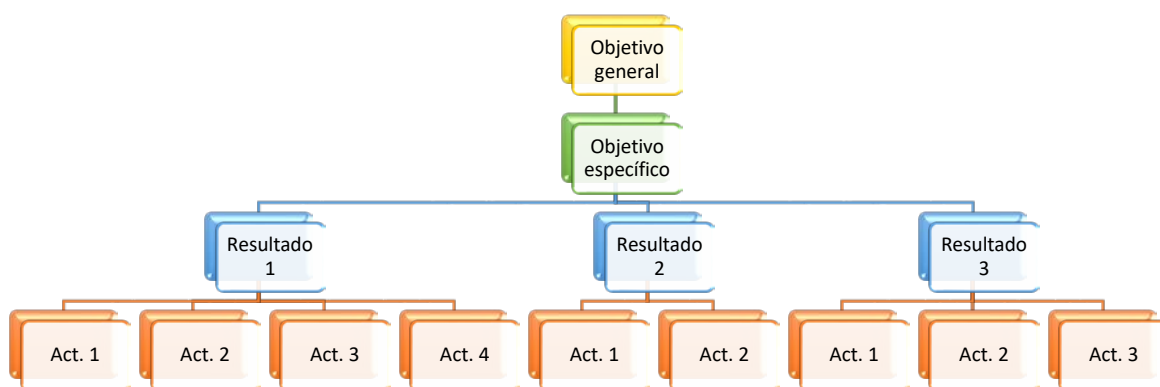 Objetivo
general
Objetivo
específico
Resultado
1
Resultado
2
Resultado
3
Act. 1
Act. 2
Act. 3
Act. 4
Act. 1
Act. 2
Act. 1
Act. 2
Act. 3